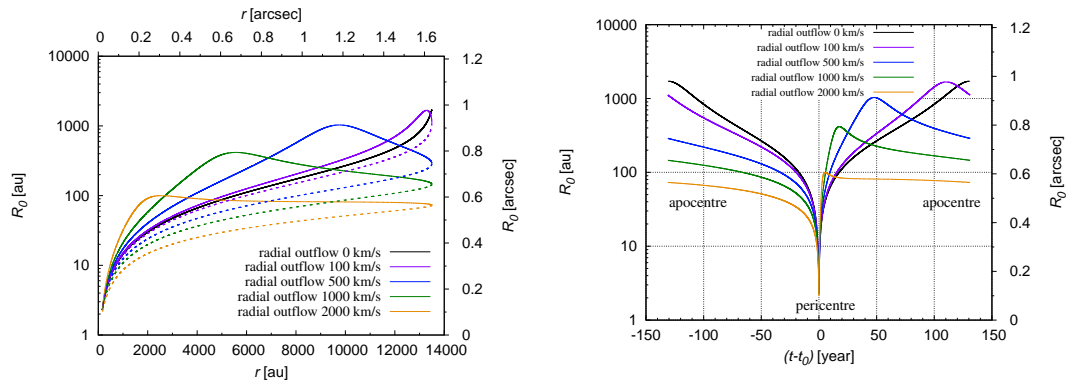 r [arcsec]
0 0.2 0.4 0.6 0.8 1 1.2 1.4 1.6
10000
1000
100
10
1
R0 [au]
1.2
1
0.8
0.6
0.4
0.2
0
R0 [arcsec]
radial outflow 0 km/s
radial outflow 100 km/s
radial outflow 500 km/s
radial outflow 1000 km/s
radial outflow 2000 km/s
0 2000 4000 6000 8000 10000 12000 14000
r [au]
10000
1000
100
10
1
R0 [au]
radial outflow 0 km/s
radial outflow 100 km/s
radial outflow 500 km/s
radial outflow 1000 km/s
radial outflow 2000 km/s
apocentre
apocentre
pericentre
1.2
1
0.8
0.6
0.4
0.2
0
R0 [arcsec]
-150 -100 -50 0 50 100 150
(t-t0) [year]